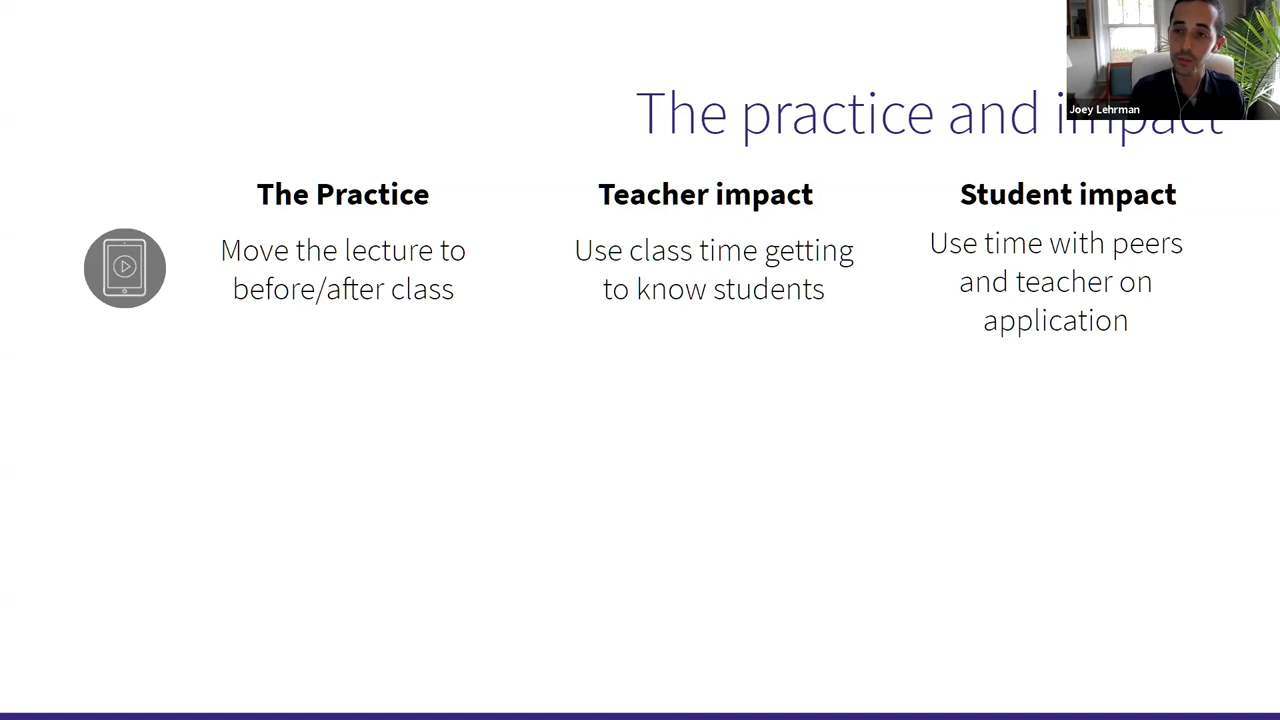 Joey Lehrman
The practice and impact
The Practice
Teacher impact
Student impact
Move the lecture to
before/after class
Use class time getting
to know students
Use time with peers
and teacher on
application